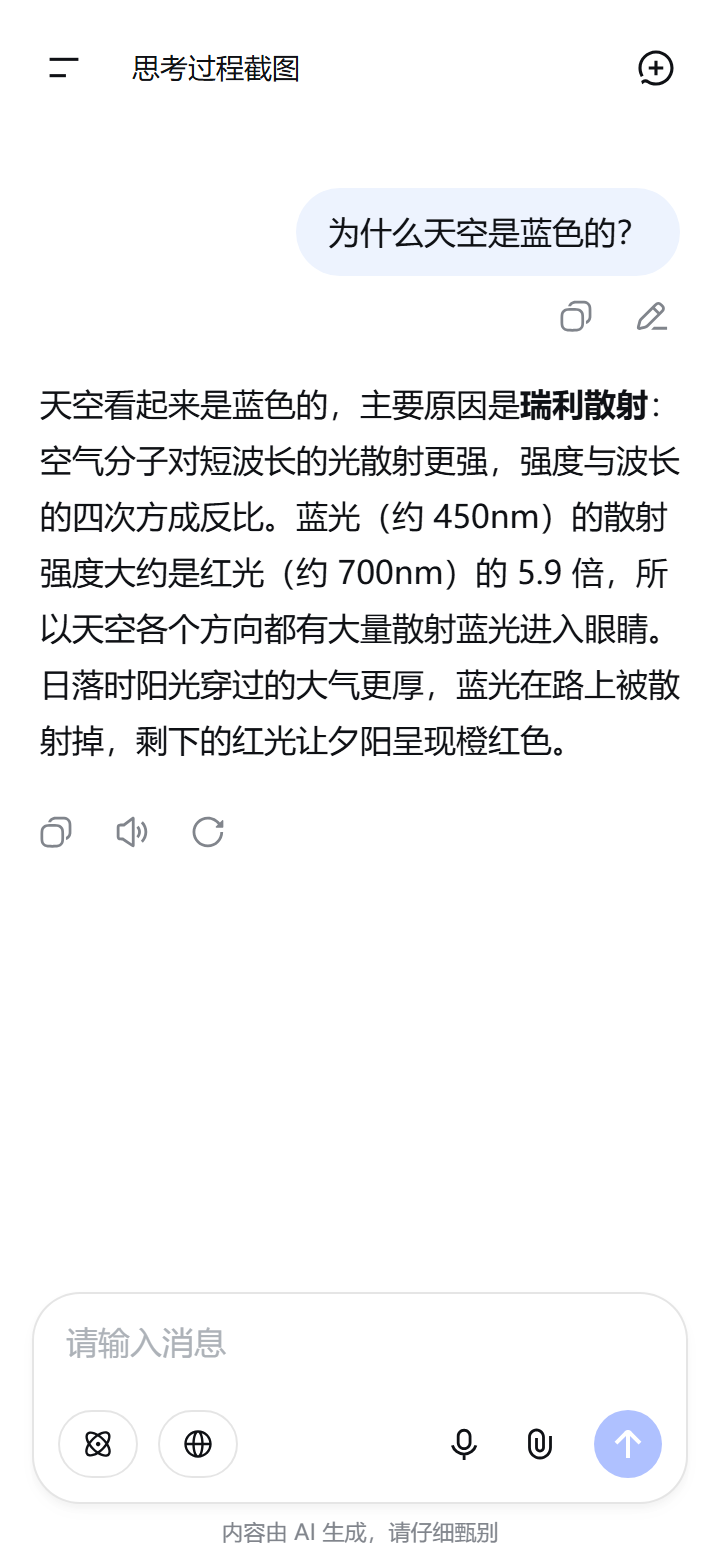 思考过程截图
为什么天空是蓝色的？
天空看起来是蓝色的，主要原因是瑞利散射：
空气分子对短波长的光散射更强，强度与波长
的四次方成反比。蓝光（约 450nm）的散射
强度大约是红光（约 700nm）的 5.9 倍，所
以天空各个方向都有大量散射蓝光进入眼睛。
日落时阳光穿过的大气更厚，蓝光在路上被散
射掉，剩下的红光让夕阳呈现橙红色。
请输入消息
内容由 AI 生成，请仔细甄别